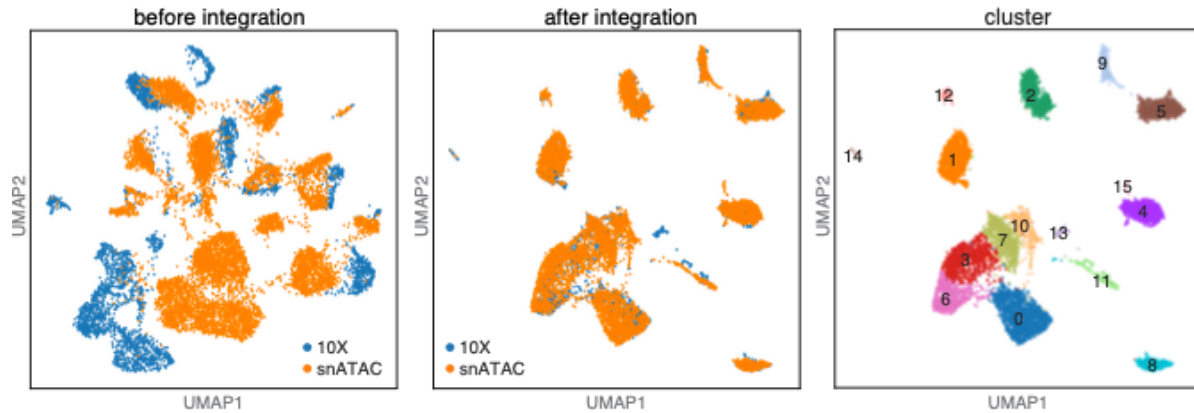 before integration
after integration
cluster
UMAP2
10X
snATAC
UMAP1
UMAP2
10X
snATAC
UMAP1
UMAP2
9
2
5
12
14
1
15
4
10
13
7
3
11
6
0
8
UMAP1